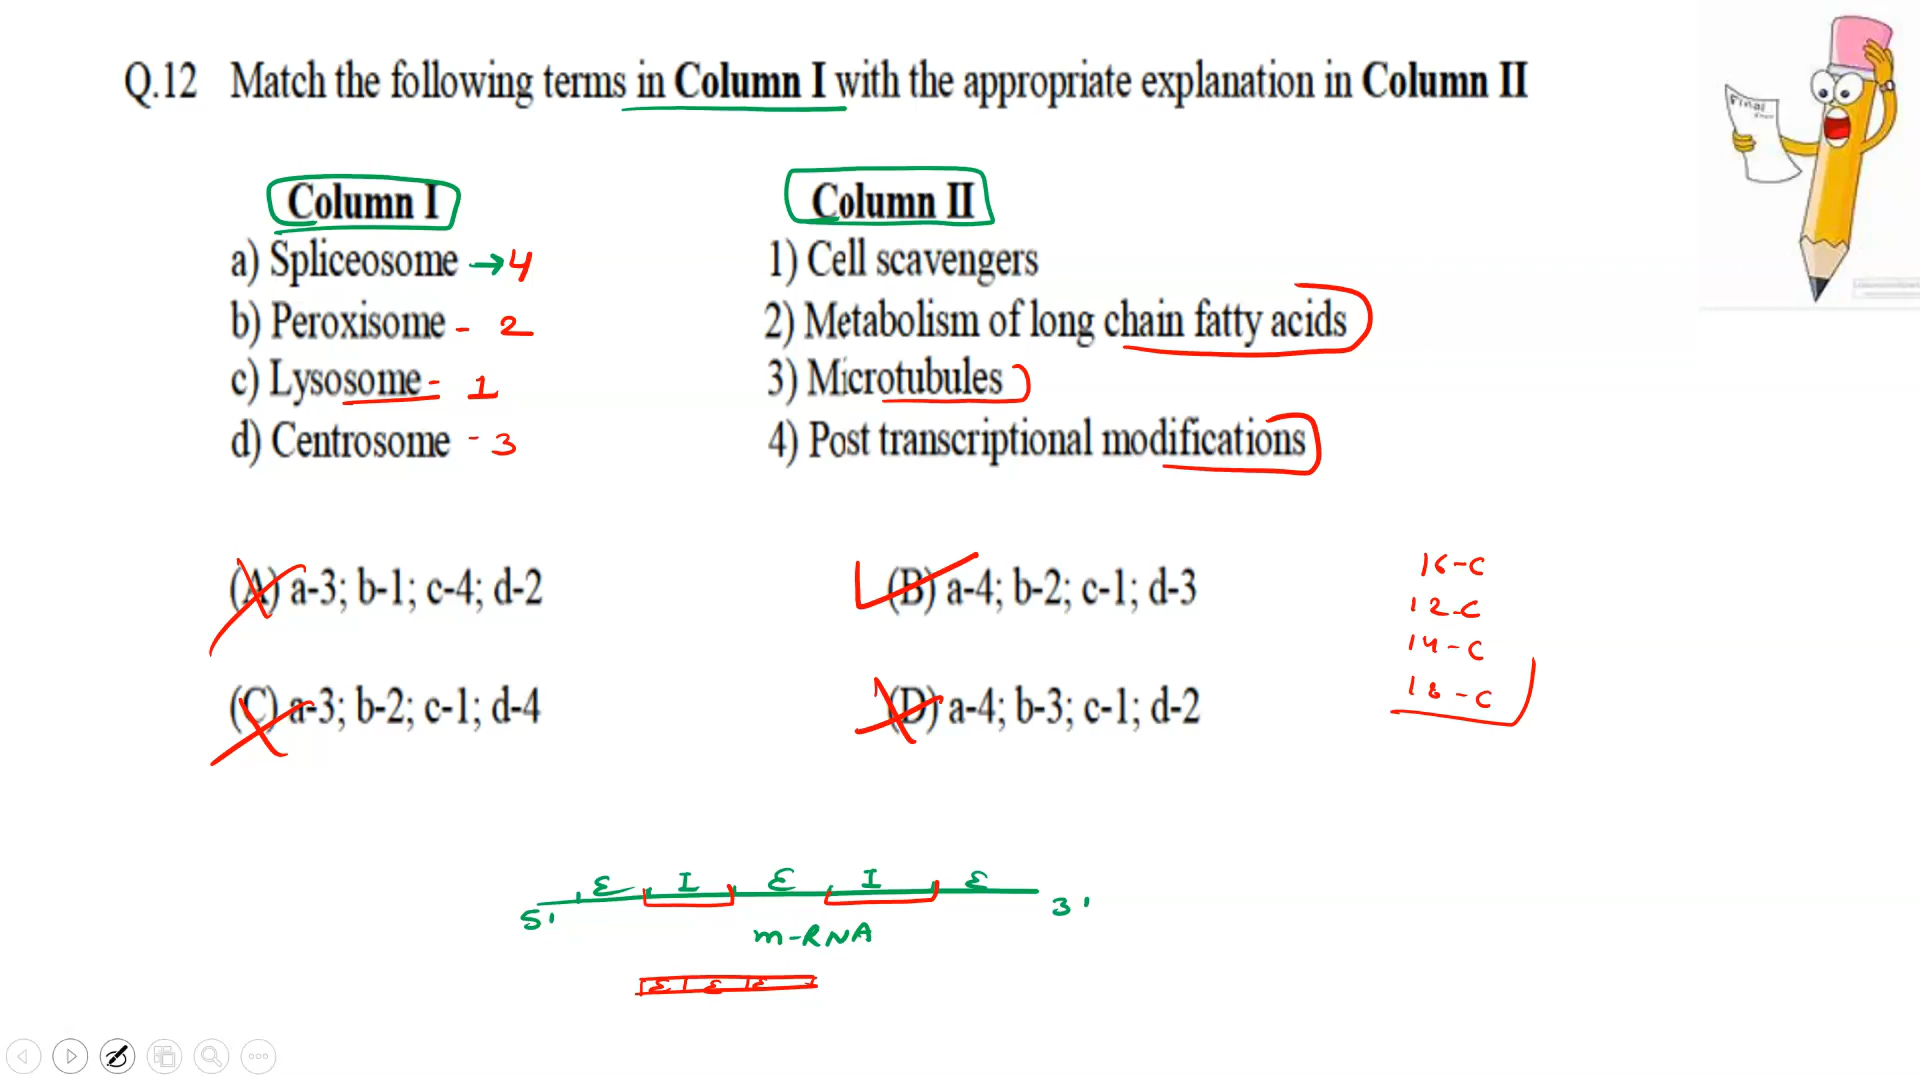 Q.12 Match the following terms in Column I with the appropriate explanation in Column II
Final
Column I Column II
a) Spliceosome → 4 1) Cell scavengers
b) Peroxisome - 2 2) Metabolism of long chain fatty acids
c) Lysosome - 1 3) Microtubules
d) Centrosome - 3 4) Post transcriptional modifications
(A) a-3; b-1; c-4; d-2 (B) a-4; b-2; c-1; d-3
16-C
12-C
14-C
18-C
(C) a-3; b-2; c-1; d-4 (D) a-4; b-3; c-1; d-2
E I E I E
5' 3'
m-RNA
E E E